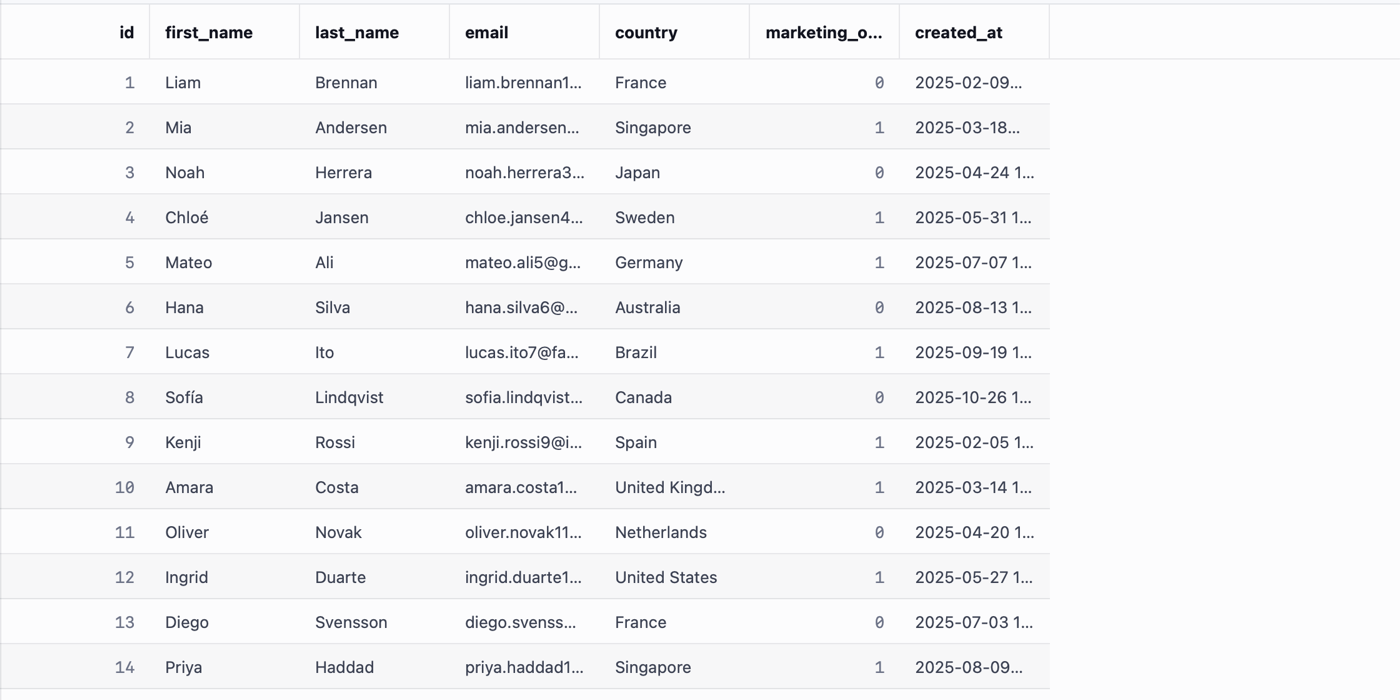 id first_name last_name email country marketing_o... created_at
1 Liam Brennan liam.brennan1... France 0 2025-02-09...
2 Mia Andersen mia.andersen... Singapore 1 2025-03-18...
3 Noah Herrera noah.herrera3... Japan 0 2025-04-24 1...
4 Chloé Jansen chloe.jansen4... Sweden 1 2025-05-31 1...
5 Mateo Ali mateo.ali5@g... Germany 1 2025-07-07 1...
6 Hana Silva hana.silva6@... Australia 0 2025-08-13 1...
7 Lucas Ito lucas.ito7@fa... Brazil 1 2025-09-19 1...
8 Sofía Lindqvist sofia.lindqvist... Canada 0 2025-10-26 1...
9 Kenji Rossi kenji.rossi9@i... Spain 1 2025-02-05 1...
10 Amara Costa amara.costa1... United Kingd... 1 2025-03-14 1...
11 Oliver Novak oliver.novak11... Netherlands 0 2025-04-20 1...
12 Ingrid Duarte ingrid.duarte1... United States 1 2025-05-27 1...
13 Diego Svensson diego.svenss... France 0 2025-07-03 1...
14 Priya Haddad priya.haddad1... Singapore 1 2025-08-09...